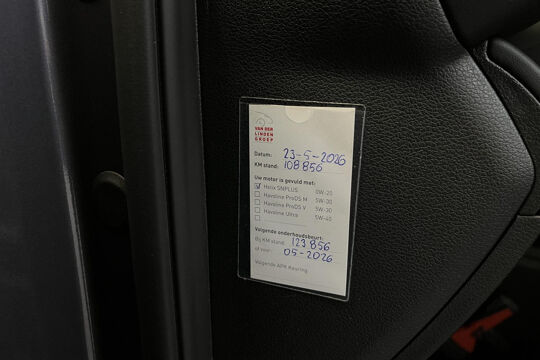 VAN DER
LINDEN
GROEP
Datum: 23-5-2026
KM stand: 108 856
Uw motor is gevuld met:
Helix SNPLUS 0W-20
Havoline ProDS M 5W-30
Havoline ProDS V 5W-30
Havoline Ultra 5W-40
Volgende onderhoudsbeurt:
Bij KM stand: 123 856
of voor: 05-2026
Volgende APK Keuring